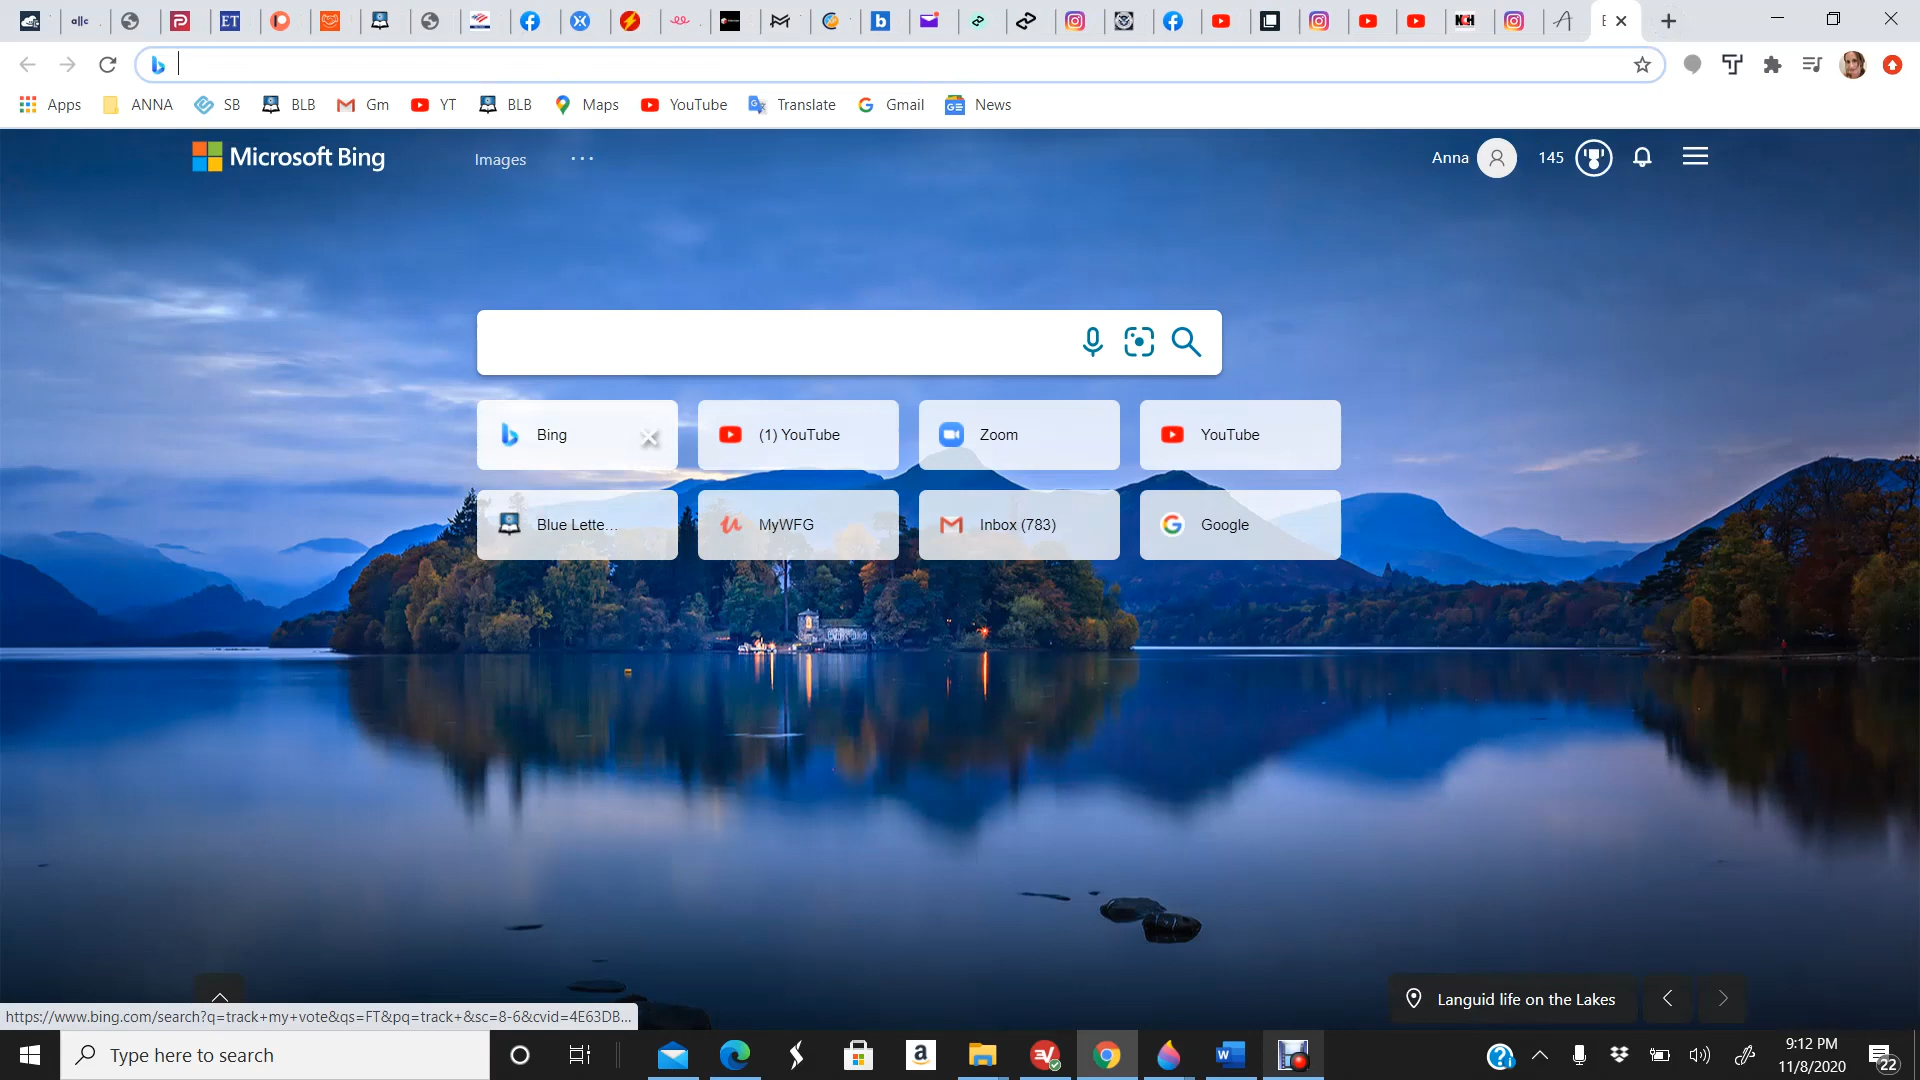 allc
ET
NCH
E
Apps
ANNA
SB
BLB
Gm
YT
BLB
Maps
YouTube
Translate
Gmail
News
Microsoft Bing
Images
Anna
145
Bing
(1) YouTube
Zoom
YouTube
Blue Lette...
MyWFG
Inbox (783)
Google
Languid life on the Lakes
https://www.bing.com/search?q=track+my+vote&qs=FT&pq=track+&sc=8-6&cvid=4E63DB...
Type here to search
9:12 PM
11/8/2020
22